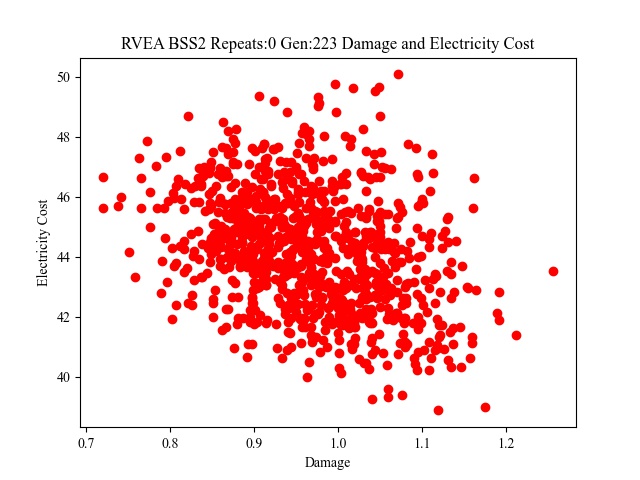 RVEA BSS2 Repeats:0 Gen:223 Damage and Electricity Cost
50
48
46
44
42
40
Electricity Cost
0.7 0.8 0.9 1.0 1.1 1.2
Damage